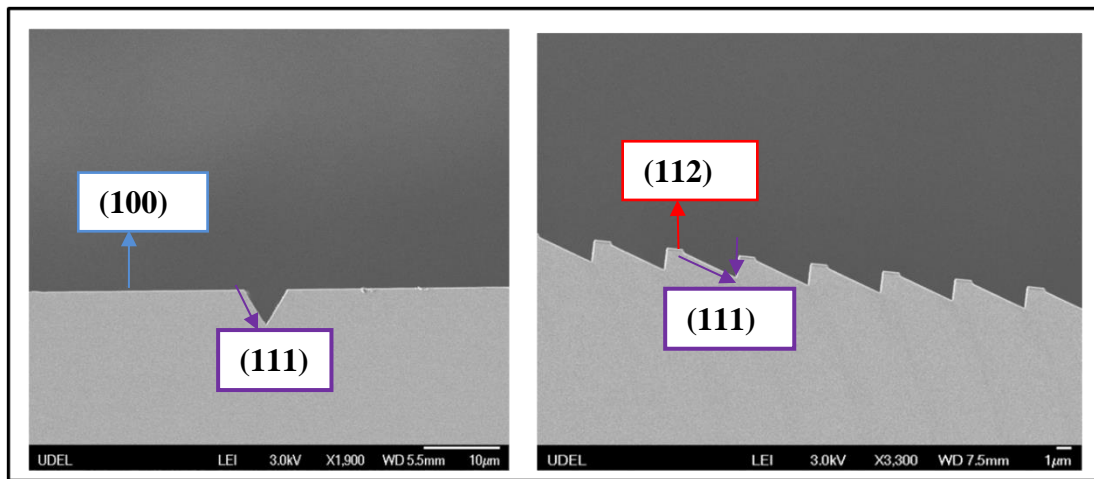 (100)
(111)
UDEL LEI 3.0kV X1,900 WD 5.5mm 10μm
(112)
(111)
UDEL LEI 3.0kV X3,300 WD 7.5mm 1μm